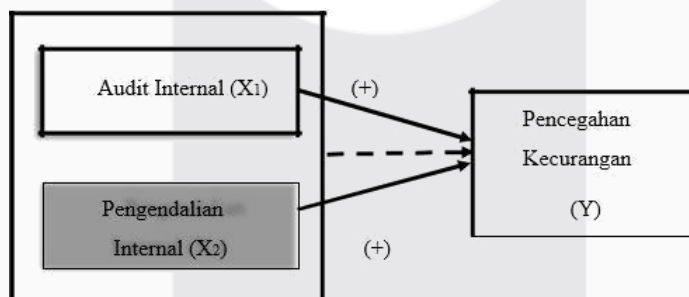 Audit Internal (X1)
(+)
Pencegahan
Kecurangan
(Y)
Pengendalian
Internal (X2)
(+)